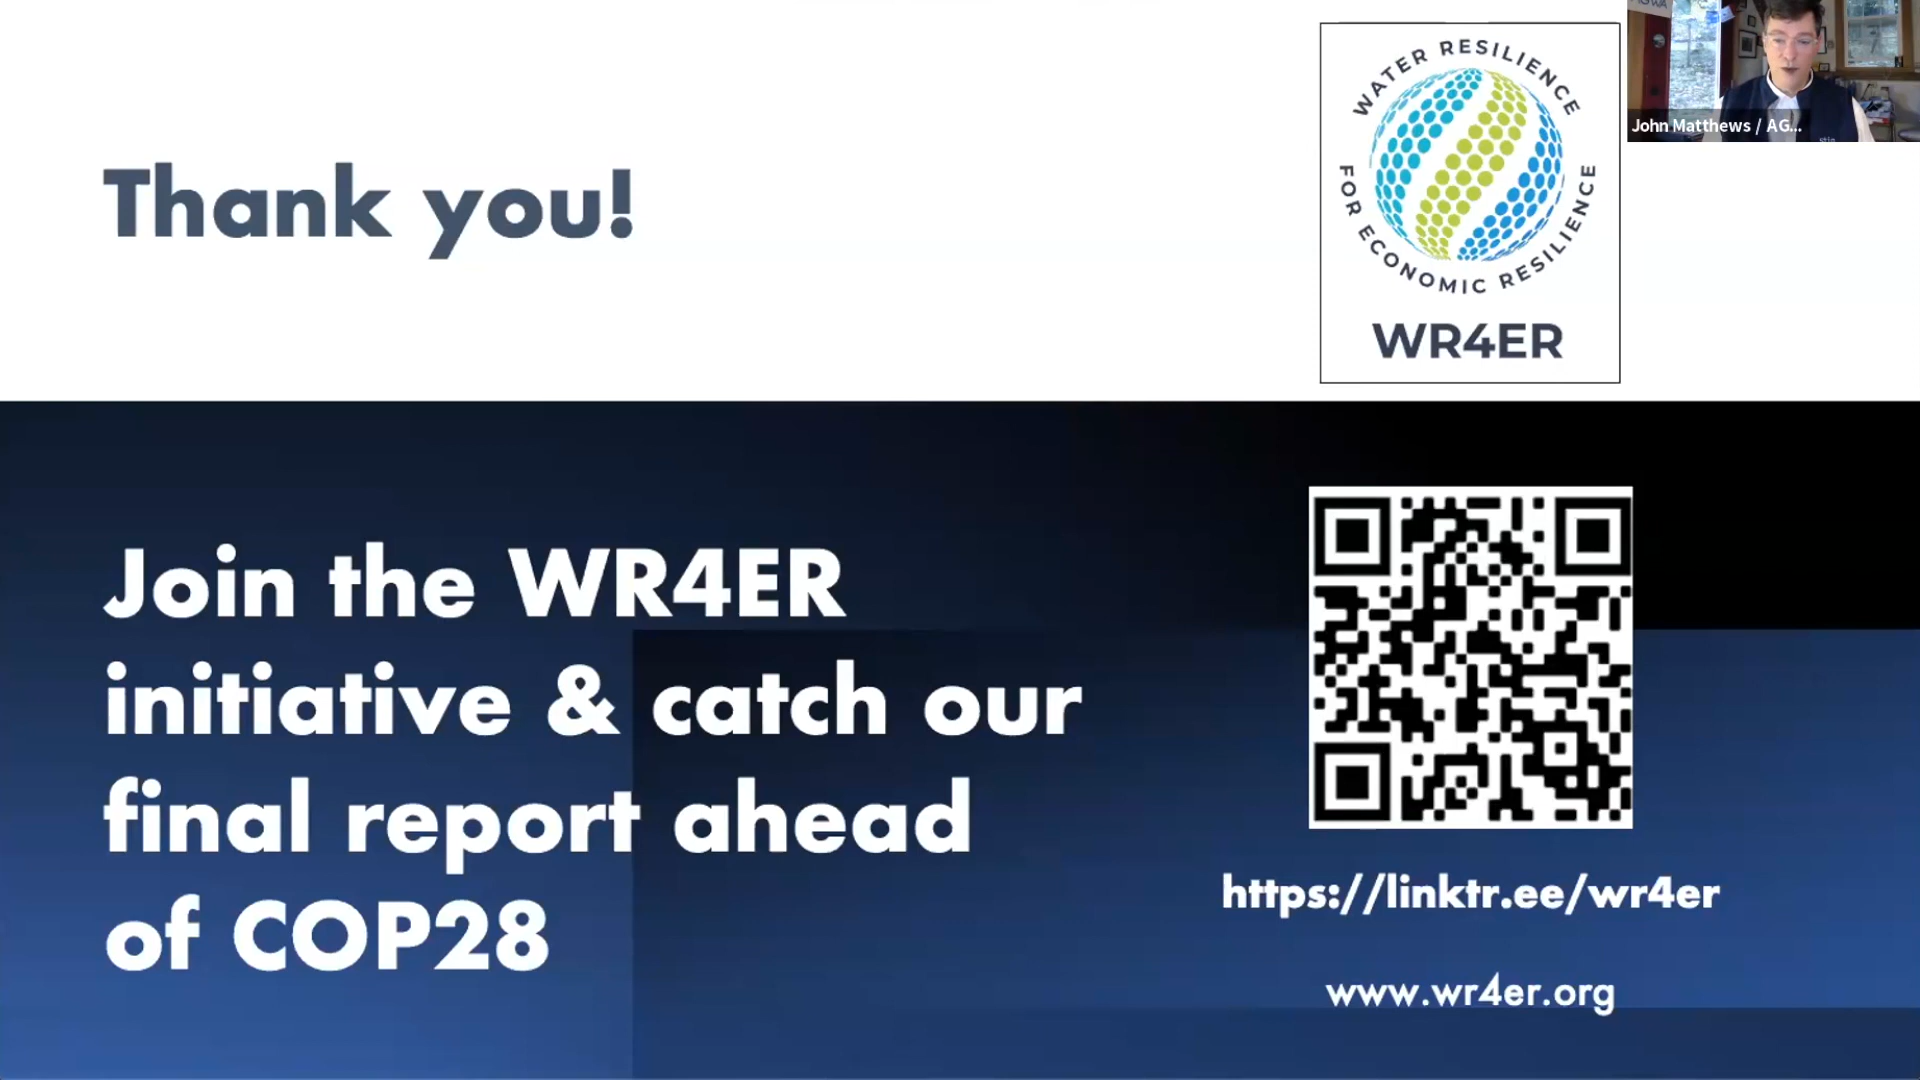 Thank you!
WATER RESILIENCE
FOR ECONOMIC RESILIENCE
WR4ER
AGWA
John Matthews / AG...
Join the WR4ER
initiative & catch our
final report ahead
of COP28
https://linktr.ee/wr4er
www.wr4er.org